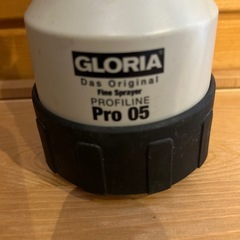 GLORIA
Das Original
Fine Sprayer
PROFILINE
Pro 05